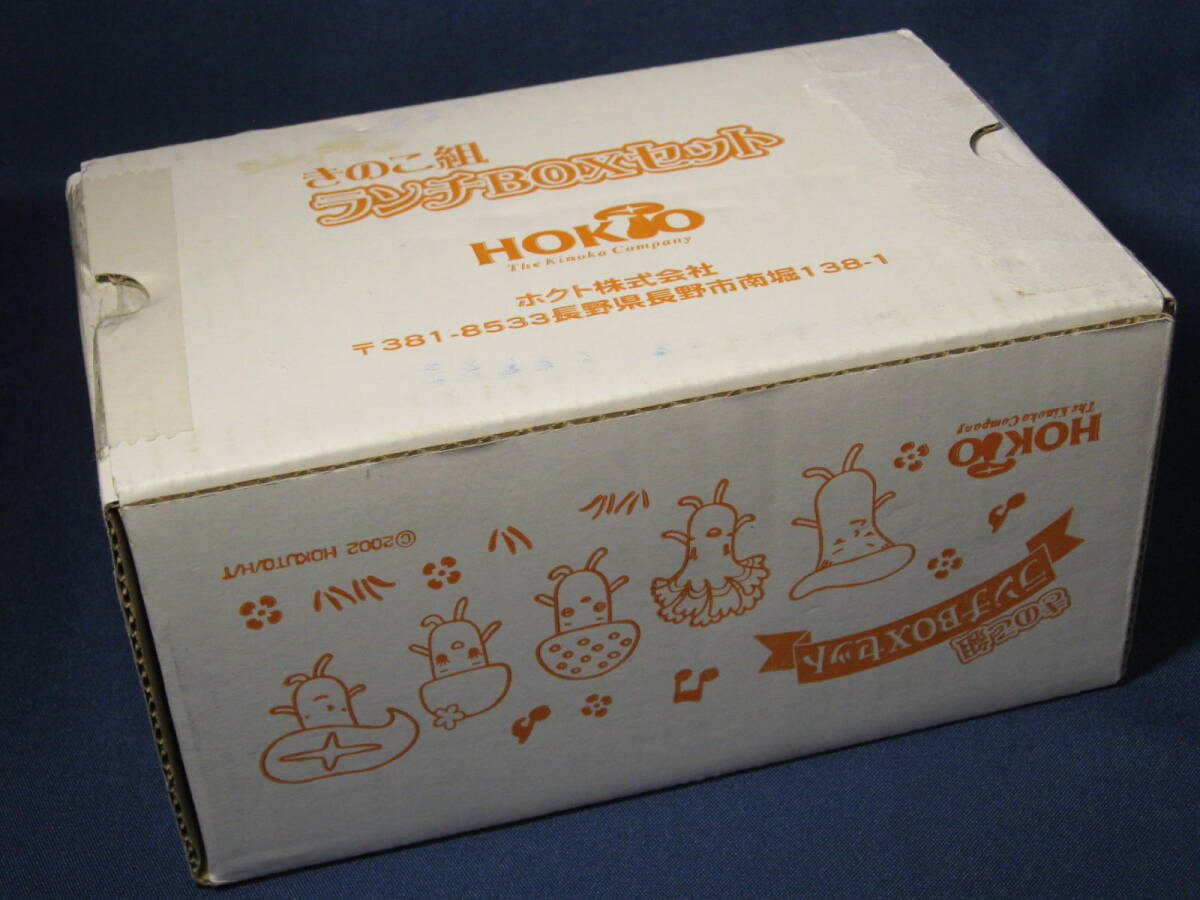 きのこ組
ランチBOXセット
HOKTO
The Kinoko Company
ホクト株式会社
〒381-8533長野県長野市南堀138-1
HOKTO
The Kinoko Company
きのこ組
ランチBOXセット
©2002 HOKUTO/H/T